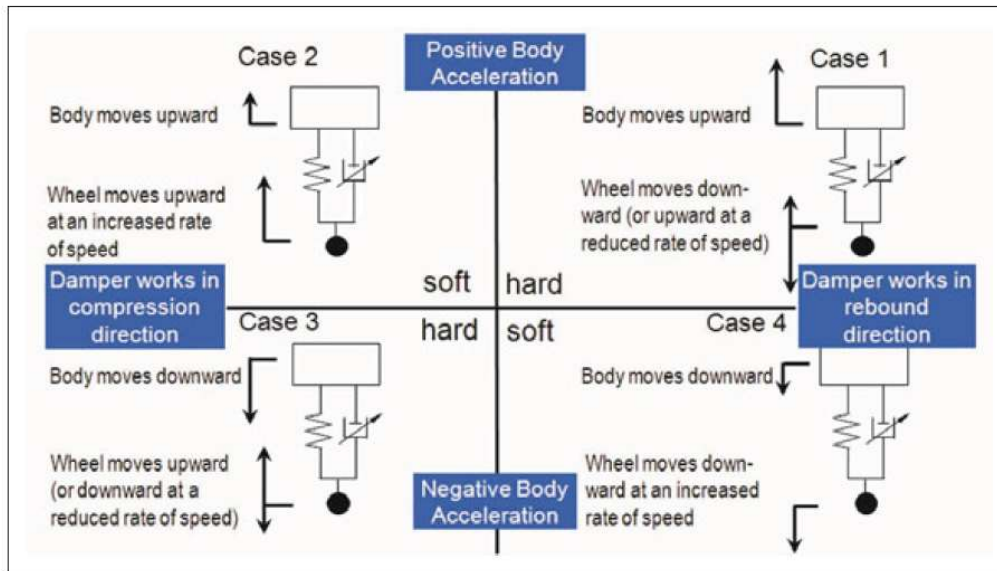 Case 2
Positive Body
Acceleration
Case 1
Body moves upward
Body moves upward
Wheel moves upward
at an increased rate
of speed
Wheel moves down-
ward (or upward at a
reduced rate of speed)
Damper works in
compression
direction
soft
hard
Damper works in
rebound
direction
Case 3
hard
soft
Case 4
Body moves downward
Body moves downward
Wheel moves upward
(or downward at a
reduced rate of speed)
Negative Body
Acceleration
Wheel moves down-
ward at an increased
rate of speed